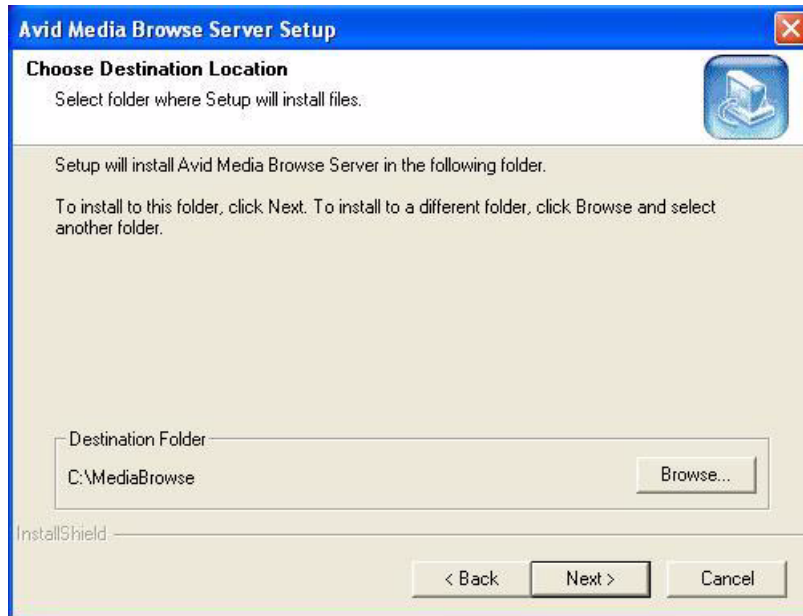 Avid Media Browse Server Setup
Choose Destination Location
Select folder where Setup will install files.
Setup will install Avid Media Browse Server in the following folder.
To install to this folder, click Next. To install to a different folder, click Browse and select
another folder.
Destination Folder
C:\MediaBrowse
Browse...
InstallShield
< Back
Next >
Cancel